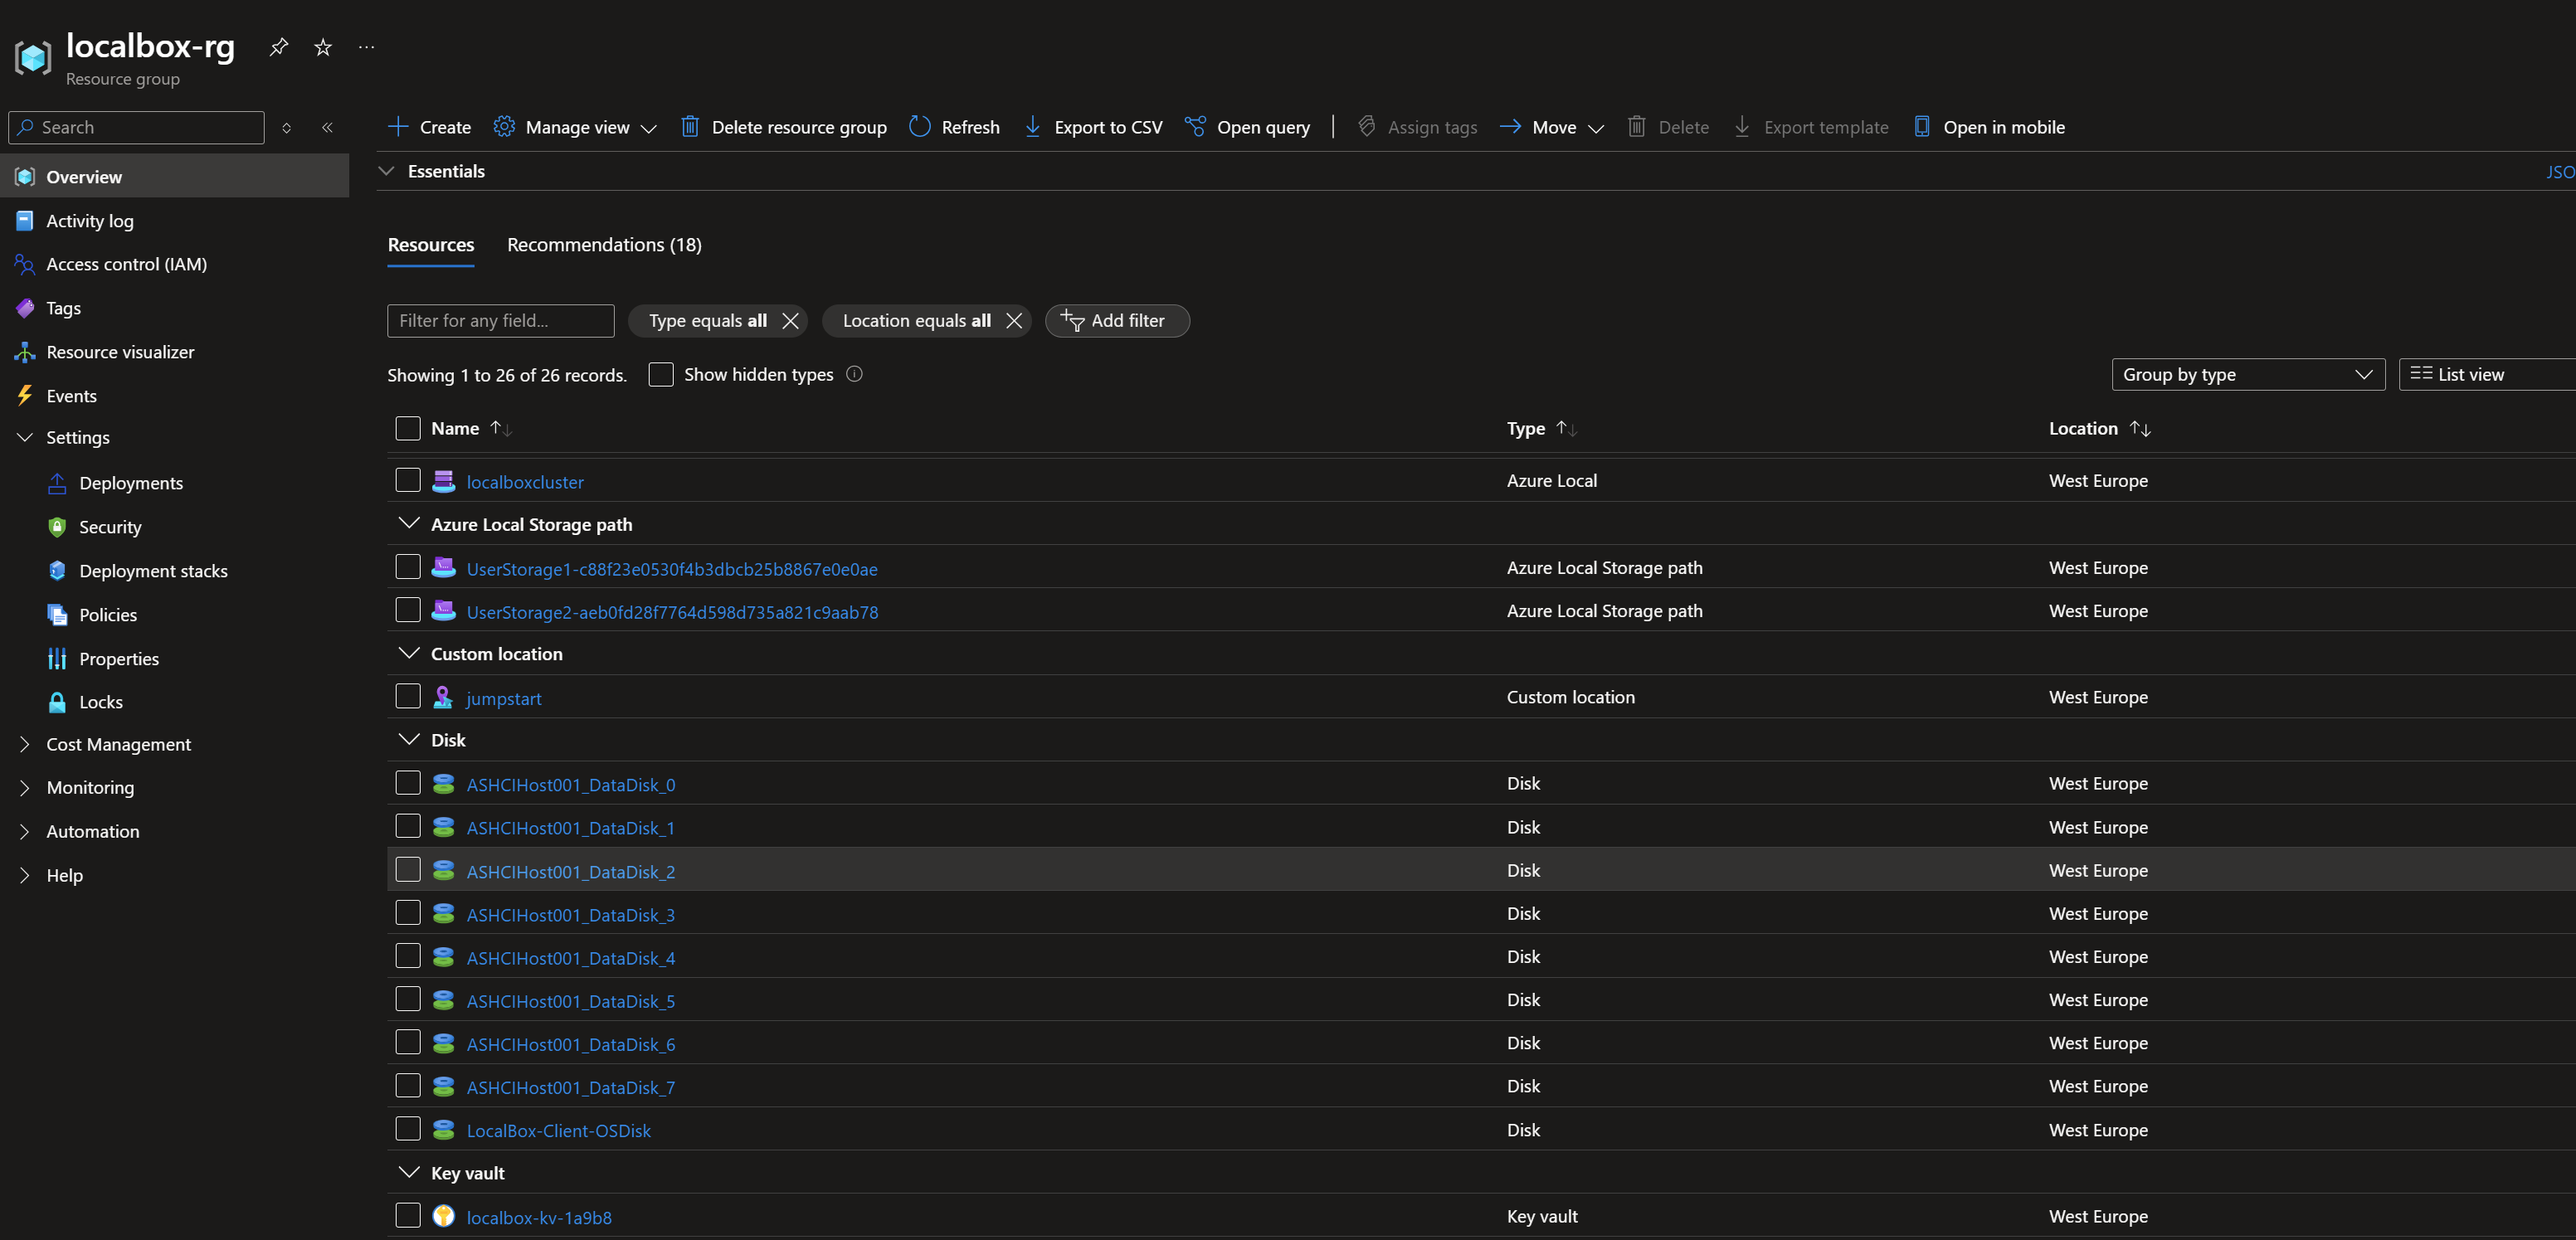 localbox-rg
Resource group
Search
Overview
Activity log
Access control (IAM)
Tags
Resource visualizer
Events
Settings
Deployments
Security
Deployment stacks
Policies
Properties
Locks
Cost Management
Monitoring
Automation
Help
Create Manage view Delete resource group Refresh Export to CSV Open query Assign tags Move Delete Export template Open in mobile
Essentials JSO
Resources Recommendations (18)
Filter for any field... Type equals all Location equals all Add filter
Showing 1 to 26 of 26 records. Show hidden types Group by type List view
Name Type Location
localboxcluster Azure Local West Europe
Azure Local Storage path
UserStorage1-c88f23e0530f4b3dbcb25b8867e0e0ae Azure Local Storage path West Europe
UserStorage2-aeb0fd28f7764d598d735a821c9aab78 Azure Local Storage path West Europe
Custom location
jumpstart Custom location West Europe
Disk
ASHCIHost001_DataDisk_0 Disk West Europe
ASHCIHost001_DataDisk_1 Disk West Europe
ASHCIHost001_DataDisk_2 Disk West Europe
ASHCIHost001_DataDisk_3 Disk West Europe
ASHCIHost001_DataDisk_4 Disk West Europe
ASHCIHost001_DataDisk_5 Disk West Europe
ASHCIHost001_DataDisk_6 Disk West Europe
ASHCIHost001_DataDisk_7 Disk West Europe
LocalBox-Client-OSDisk Disk West Europe
Key vault
localbox-kv-1a9b8 Key vault West Europe